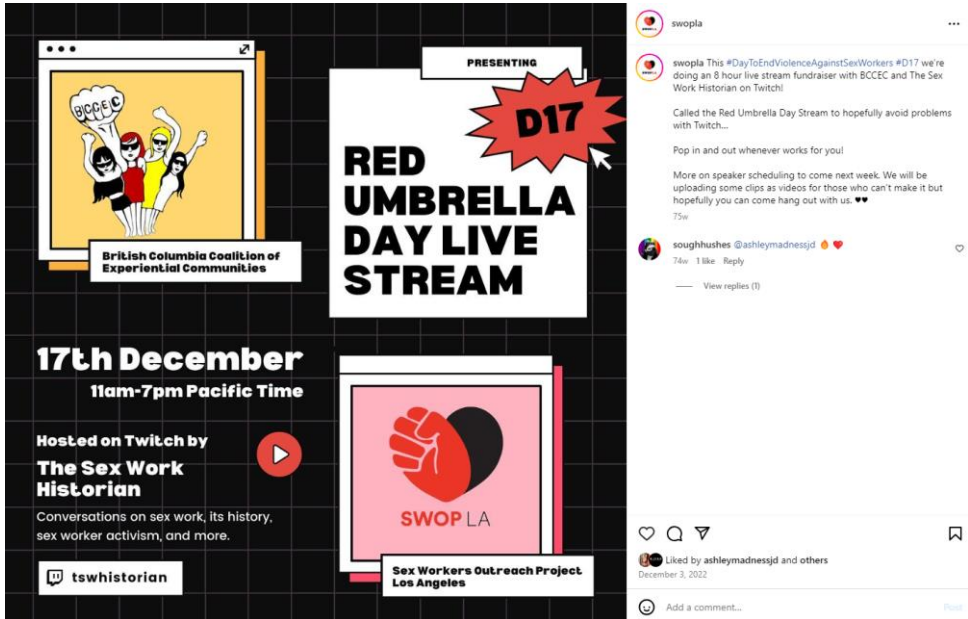 BCCEC
British Columbia Coalition of
Experiential Communities
PRESENTING
D17
RED
UMBRELLA
DAY LIVE
STREAM
17th December
11am-7pm Pacific Time
Hosted on Twitch by
The Sex Work
Historian
Conversations on sex work, its history,
sex worker activism, and more.
tswhistorian
SWOP LA
Sex Workers Outreach Project
Los Angeles
swopla
swopla This #DayToEndViolenceAgainstSexWorkers #D17 we're
doing an 8 hour live stream fundraiser with BCCEC and The Sex
Work Historian on Twitch!
Called the Red Umbrella Day Stream to hopefully avoid problems
with Twitch...
Pop in and out whenever works for you!
More on speaker scheduling to come next week. We will be
uploading some clips as videos for those who can't make it but
hopefully you can come hang out with us. ♥♥
75w
soughhushes @ashleymadnessjd 🔥 ❤️
74w 1 like Reply
View replies (1)
Liked by ashleymadnessjd and others
December 3, 2022
Add a comment...
Post